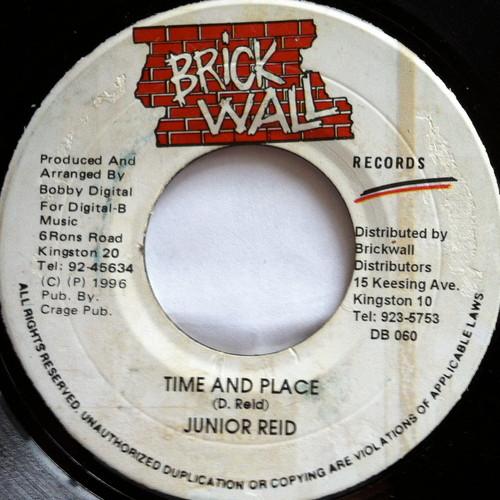 BRICK
WALL
RECORDS
Produced And
Arranged By
Bobby Digital
For Digital-B
Music
6Rons Road
Kingston 20
Tel: 92-45634
(C) (P) 1996
Pub. By.
Crage Pub.
Distributed by
Brickwall
Distributors
15 Keesing Ave.
Kingston 10
Tel: 923-5753
DB 060
TIME AND PLACE
(D. Reid)
JUNIOR REID
ALL RIGHTS RESERVED. UNAUTHORIZED DUPLICATION OR COPYING ARE VIOLATIONS OF APPLICABLE LAWS